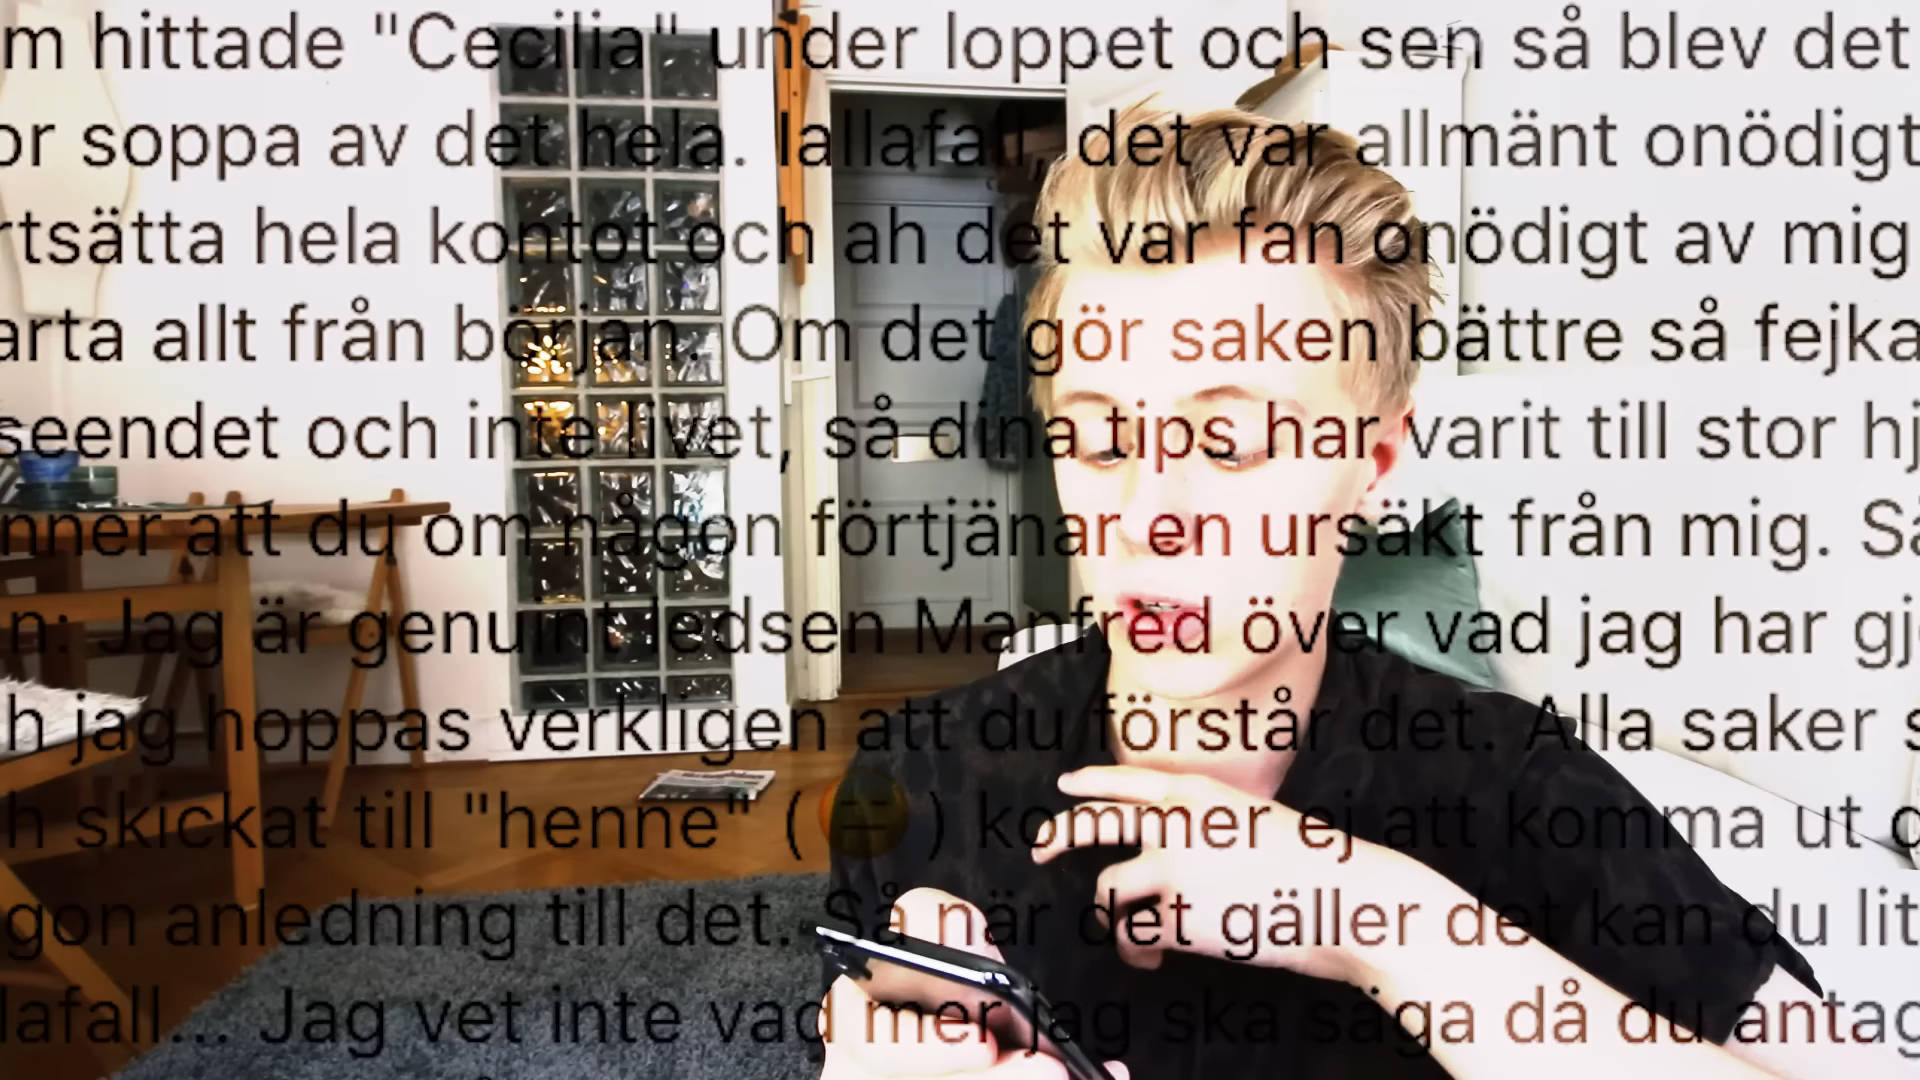 m hittade "Cecilia" under loppet och sen så blev det
or soppa av det hela. Iallafall, det var allmänt onödigt
rtsätta hela kontot och ah det var fan onödigt av mig
arta allt från början. Om det gör saken bättre så fejka
seendet och inte livet, så dina tips har varit till stor hj
nner att du om någon förtjänar en ursäkt från mig. Så
n: Jag är genuint ledsen Manfred över vad jag har gj
h jag hoppas verkligen att du förstår det. Alla saker s
h skickat till "henne" ( ) kommer ej att komma ut
gon anledning till det. Så när det gäller det kan du lit
lafall... Jag vet inte vad mer jag ska säga då du antag